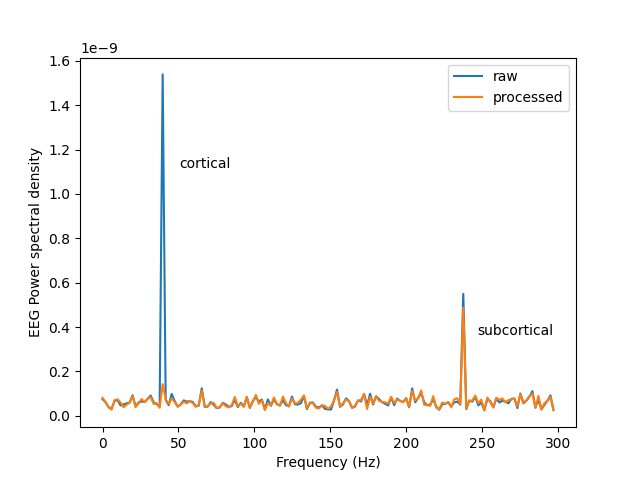 1e−9
1.6
1.4
1.2
1.0
0.8
0.6
0.4
0.2
0.0
EEG Power spectral density
raw
processed
cortical
subcortical
0
50
100
150
200
250
300
Frequency (Hz)